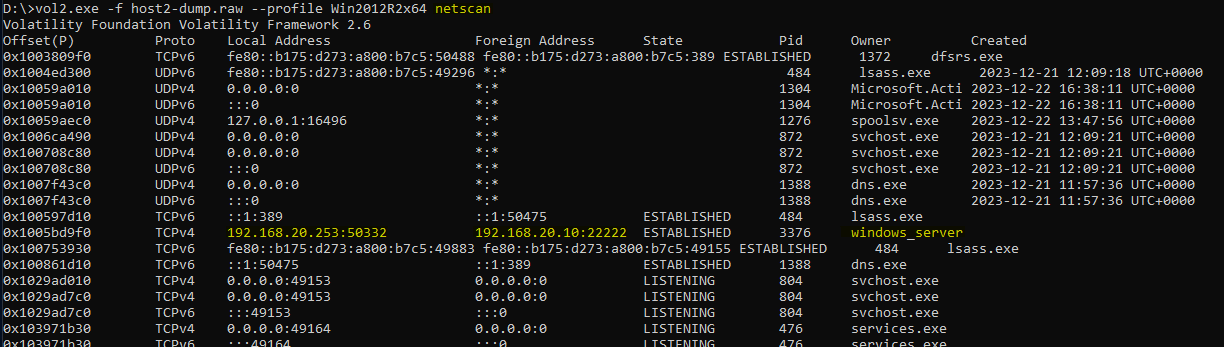 D:\>vol2.exe -f host2-dump.raw --profile Win2012R2x64 netscan
Volatility Foundation Volatility Framework 2.6
Offset(P) Proto Local Address Foreign Address State Pid Owner Created
0x1003809f0 TCPv6 fe80::b175:d273:a800:b7c5:50488 fe80::b175:d273:a800:b7c5:389 ESTABLISHED 1372 dfsrs.exe
0x1004ed300 UDPv6 fe80::b175:d273:a800:b7c5:49296 *:* 484 lsass.exe 2023-12-21 12:09:18 UTC+0000
0x10059a010 UDPv4 0.0.0.0:0 *:* 1304 Microsoft.Acti 2023-12-22 16:38:11 UTC+0000
0x10059a010 UDPv6 :::0 *:* 1304 Microsoft.Acti 2023-12-22 16:38:11 UTC+0000
0x10059aec0 UDPv4 127.0.0.1:16496 *:* 1276 spoolsv.exe 2023-12-22 13:47:56 UTC+0000
0x1006ca490 UDPv4 0.0.0.0:0 *:* 872 svchost.exe 2023-12-21 12:09:21 UTC+0000
0x100708c80 UDPv4 0.0.0.0:0 *:* 872 svchost.exe 2023-12-21 12:09:21 UTC+0000
0x100708c80 UDPv6 :::0 *:* 872 svchost.exe 2023-12-21 12:09:21 UTC+0000
0x1007f43c0 UDPv4 0.0.0.0:0 *:* 1388 dns.exe 2023-12-21 11:57:36 UTC+0000
0x1007f43c0 UDPv6 :::0 *:* 1388 dns.exe 2023-12-21 11:57:36 UTC+0000
0x100597d10 TCPv6 ::1:389 ::1:50475 ESTABLISHED 484 lsass.exe
0x1005bd9f0 TCPv4 192.168.20.253:50332 192.168.20.10:22222 ESTABLISHED 3376 windows_server
0x100753930 TCPv6 fe80::b175:d273:a800:b7c5:49883 fe80::b175:d273:a800:b7c5:49155 ESTABLISHED 484 lsass.exe
0x100861d10 TCPv6 ::1:50475 ::1:389 ESTABLISHED 1388 dns.exe
0x1029ad010 TCPv4 0.0.0.0:49153 0.0.0.0:0 LISTENING 804 svchost.exe
0x1029ad7c0 TCPv4 0.0.0.0:49153 0.0.0.0:0 LISTENING 804 svchost.exe
0x1029ad7c0 TCPv6 :::49153 :::0 LISTENING 804 svchost.exe
0x103971b30 TCPv4 0.0.0.0:49164 0.0.0.0:0 LISTENING 476 services.exe
0x103971b30 TCPv6 :::49164 :::0 LISTENING 476 services.exe